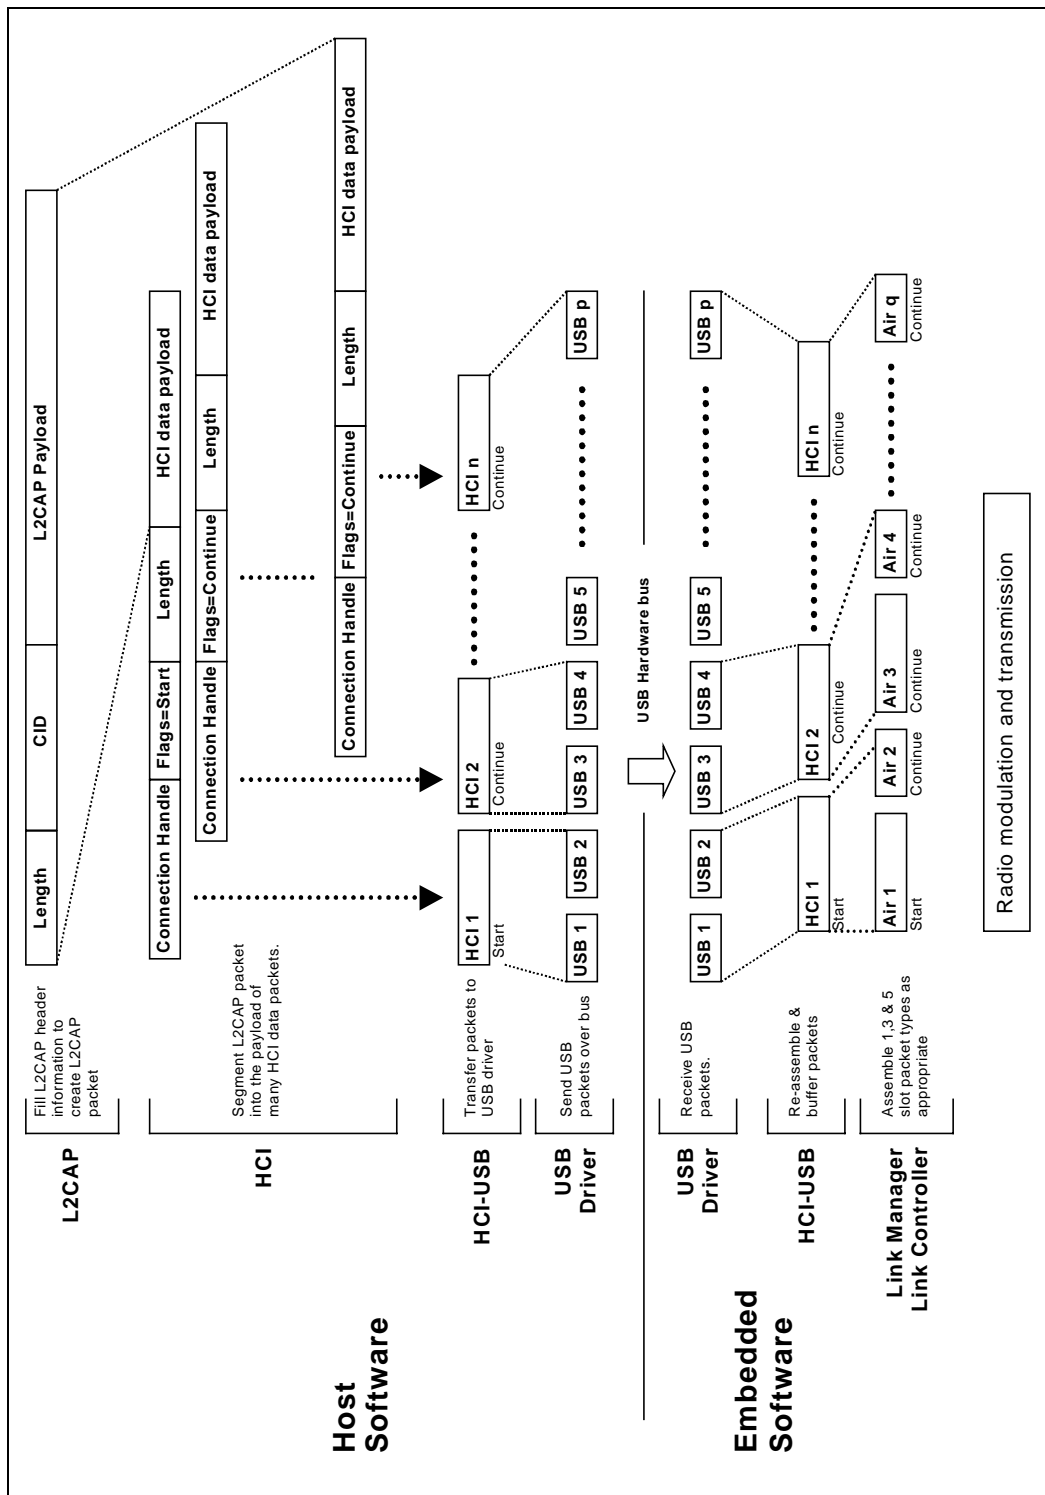 Host
Software
L2CAP
Fill L2CAP header
information to
create L2CAP
packet
Length
CID
L2CAP Payload
HCI
Segment L2CAP packet
into the payload of
many HCI data packets.
Connection Handle
Flags=Start
Length
HCI data payload
Connection Handle
Flags=Continue
Length
HCI data payload
Connection Handle
Flags=Continue
Length
HCI data payload
HCI-USB
Transfer packets to
USB driver
HCI 1
Start
HCI 2
Continue
HCI n
Continue
USB
Driver
Send USB
packets over bus
USB 1
USB 2
USB 3
USB 4
USB 5
USB p
USB Hardware bus
Embedded
Software
USB
Driver
Receive USB
packets.
USB 1
USB 2
USB 3
USB 4
USB 5
USB p
HCI-USB
Re-assemble &
buffer packets
HCI 1
Start
HCI 2
Continue
HCI n
Continue
Link Manager
Link Controller
Assemble 1,3 & 5
slot packet types as
appropriate
Air 1
Start
Air 2
Continue
Air 3
Continue
Air 4
Continue
Air q
Continue
Radio modulation and transmission